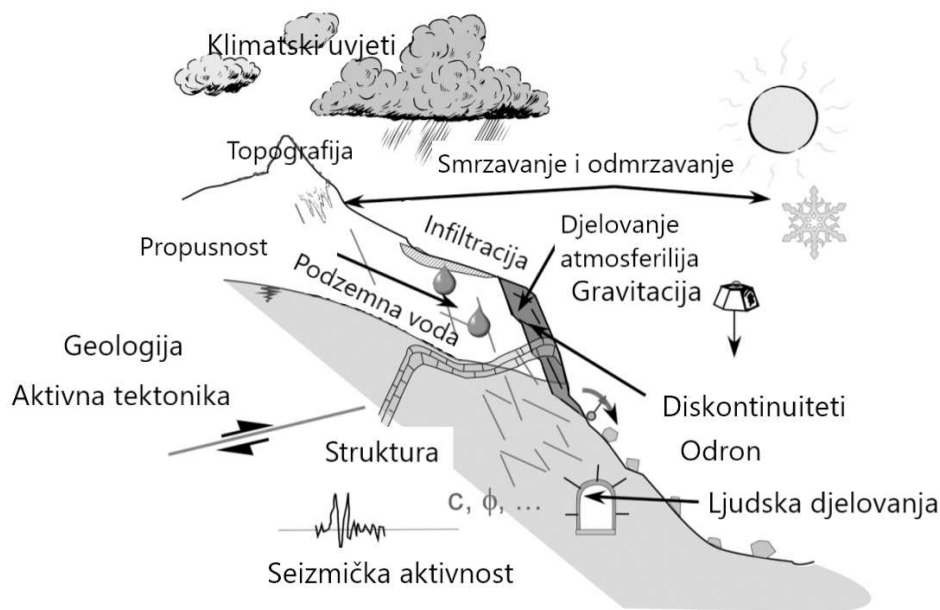 Klimatski uvjeti
Topografija
Smrzavanje i odmrzavanje
Propusnost
Infiltracija
Djelovanje
atmosferilija
Gravitacija
Podzemna voda
Geologija
Aktivna tektonika
Diskontinuiteti
Odron
Struktura
c, ϕ, ...
Ljudska djelovanja
Seizmička aktivnost